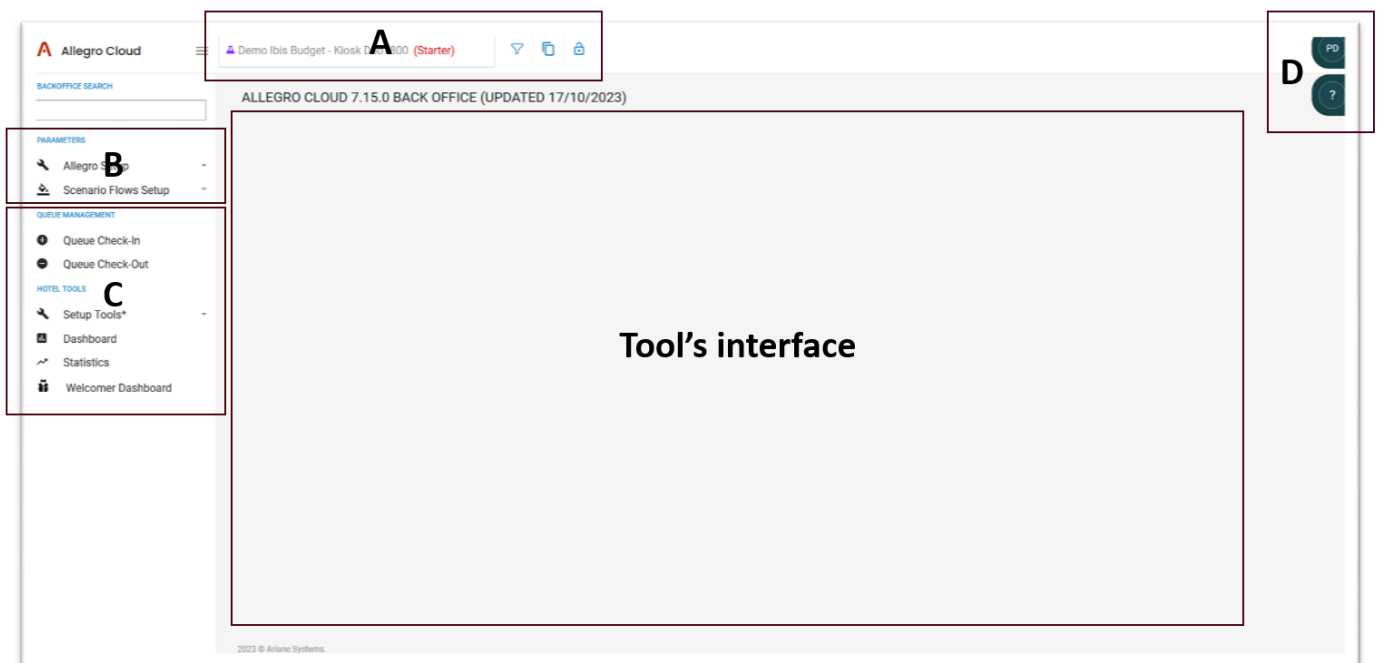 A
Allegro Cloud
Demo Ibis Budget - Kiosk (Starter)
D
PD
?
BACKOFFICE SEARCH
ALLEGRO CLOUD 7.15.0 BACK OFFICE (UPDATED 17/10/2023)
PARAMETERS
B
Allegro Setup
Scenario Flows Setup
QUEUE MANAGEMENT
Queue Check-In
Queue Check-Out
HOTEL TOOLS
C
Setup Tools*
Dashboard
Statistics
Welcomer Dashboard
Tool's interface
2023 © Ariane Systems.